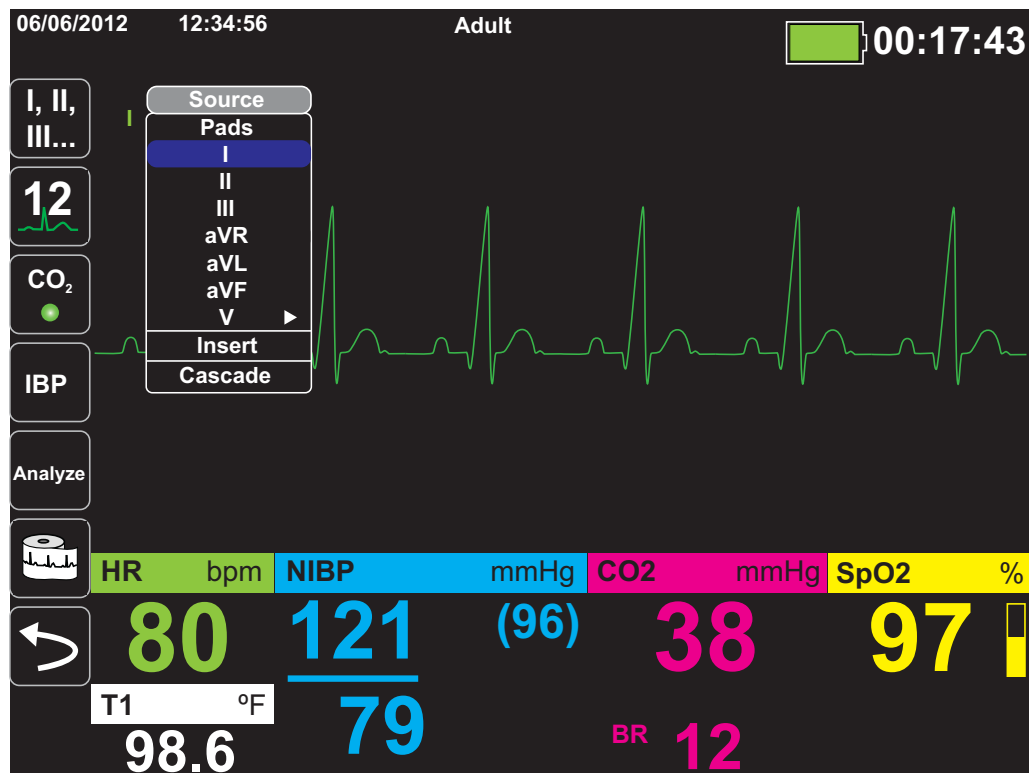 06/06/2012 12:34:56 Adult 00:17:43
I, II,
III...
12
CO₂
IBP
Analyze
I
Source
Pads
I
II
III
aVR
aVL
aVF
V ▶
Insert
Cascade
HR bpm
80
T1 ºF
98.6
NIBP mmHg
121 (96)
79
CO2 mmHg
38
BR 12
SpO2 %
97